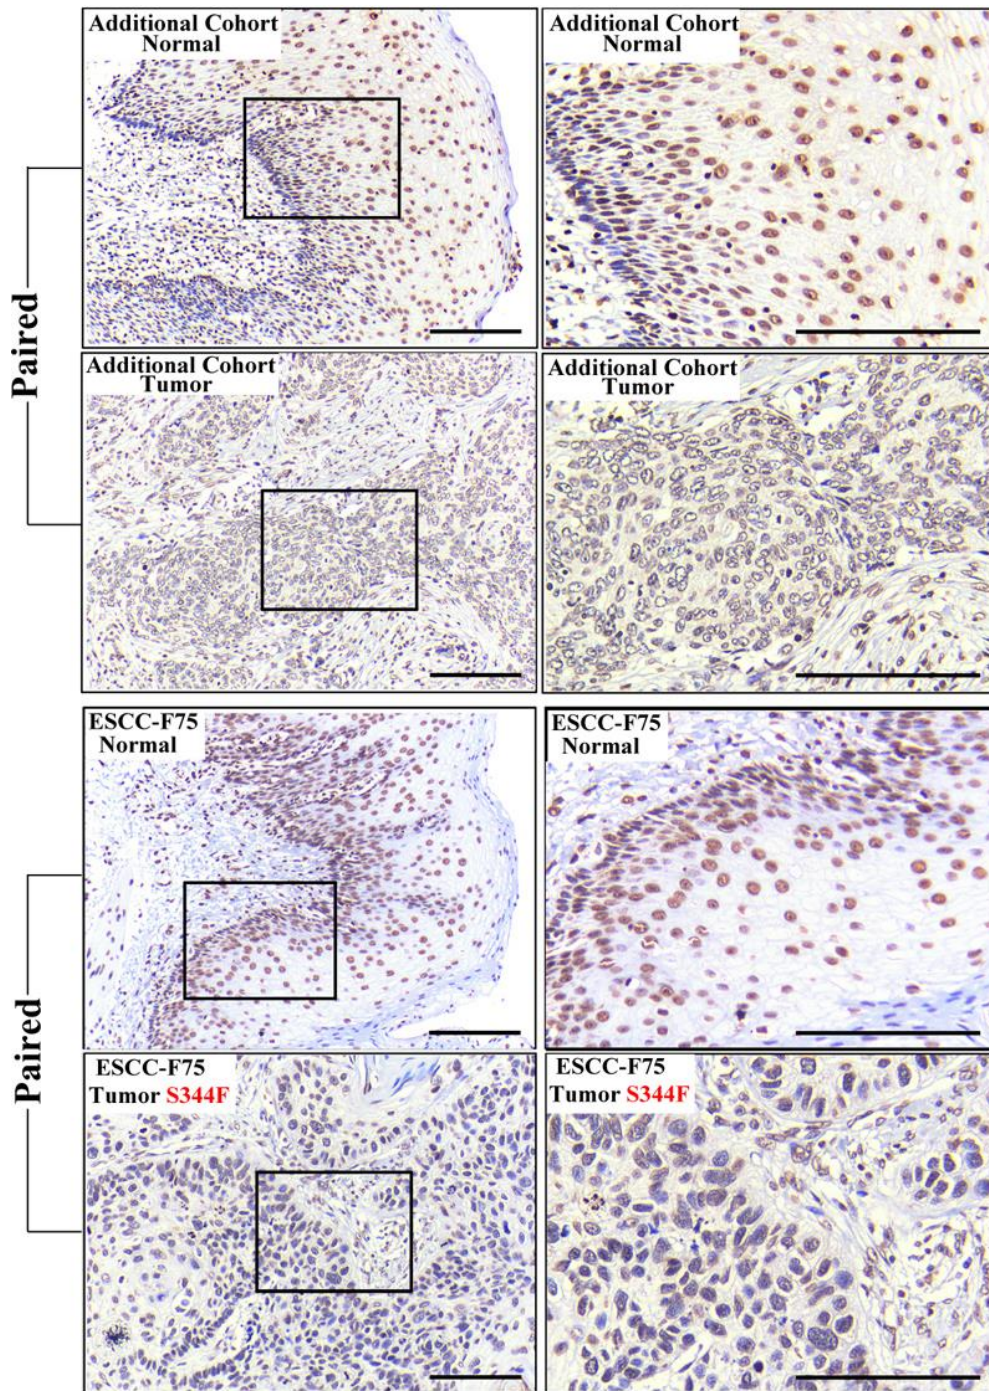 Additional Cohort
Normal
Additional Cohort
Normal
Paired
Additional Cohort
Tumor
Additional Cohort
Tumor
ESCC-F75
Normal
ESCC-F75
Normal
Paired
ESCC-F75
Tumor S344F
ESCC-F75
Tumor S344F